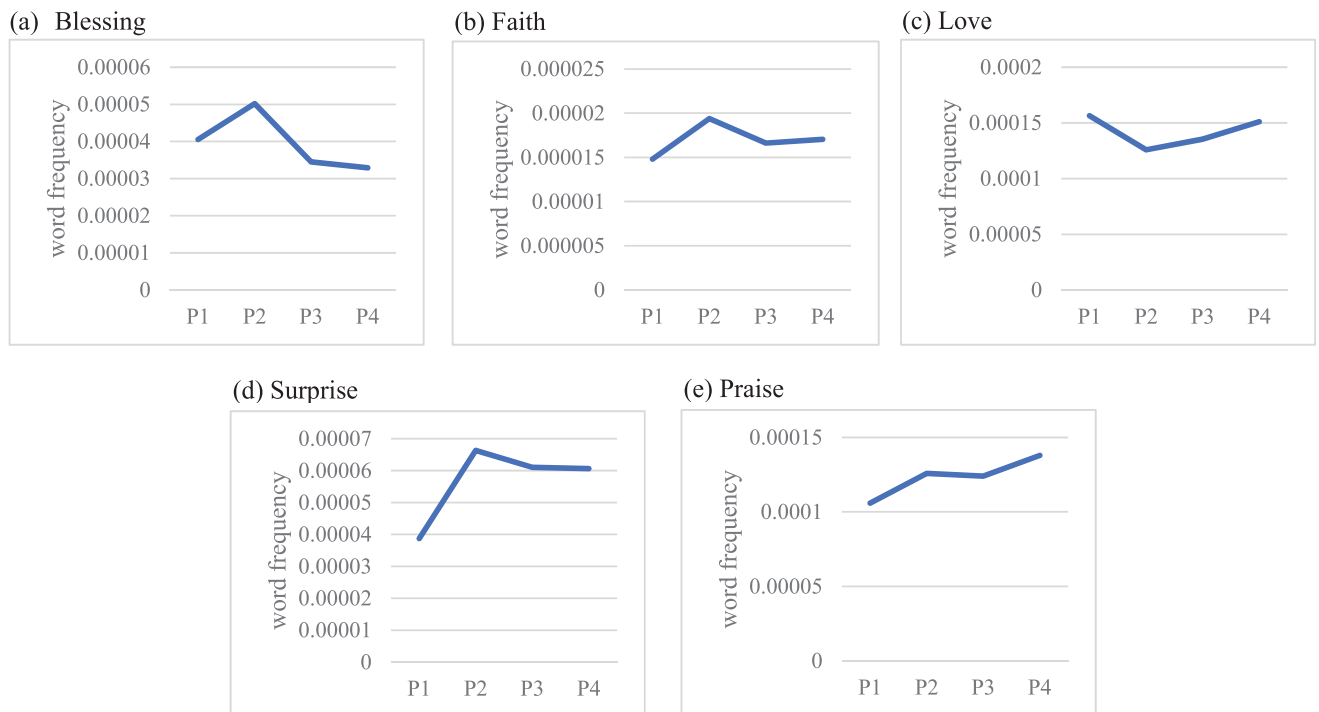 (a) Blessing
0.00006
0.00005
0.00004
0.00003
0.00002
0.00001
0
word frequency
P1 P2 P3 P4
(b) Faith
0.000025
0.00002
0.000015
0.00001
0.000005
0
word frequency
P1 P2 P3 P4
(c) Love
0.0002
0.00015
0.0001
0.00005
0
word frequency
P1 P2 P3 P4
(d) Surprise
0.00007
0.00006
0.00005
0.00004
0.00003
0.00002
0.00001
0
word frequency
P1 P2 P3 P4
(e) Praise
0.00015
0.0001
0.00005
0
word frequency
P1 P2 P3 P4